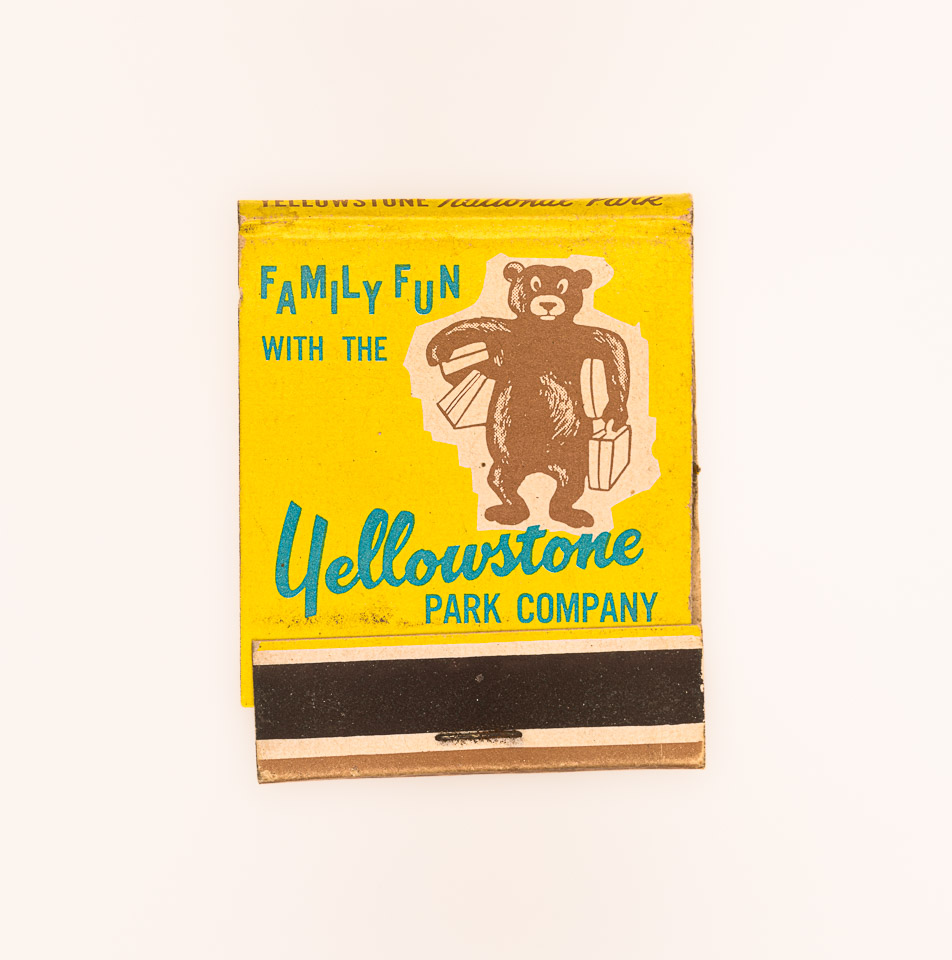 YELLOWSTONE National Park
FAMILY FUN
WITH THE
Yellowstone
PARK COMPANY